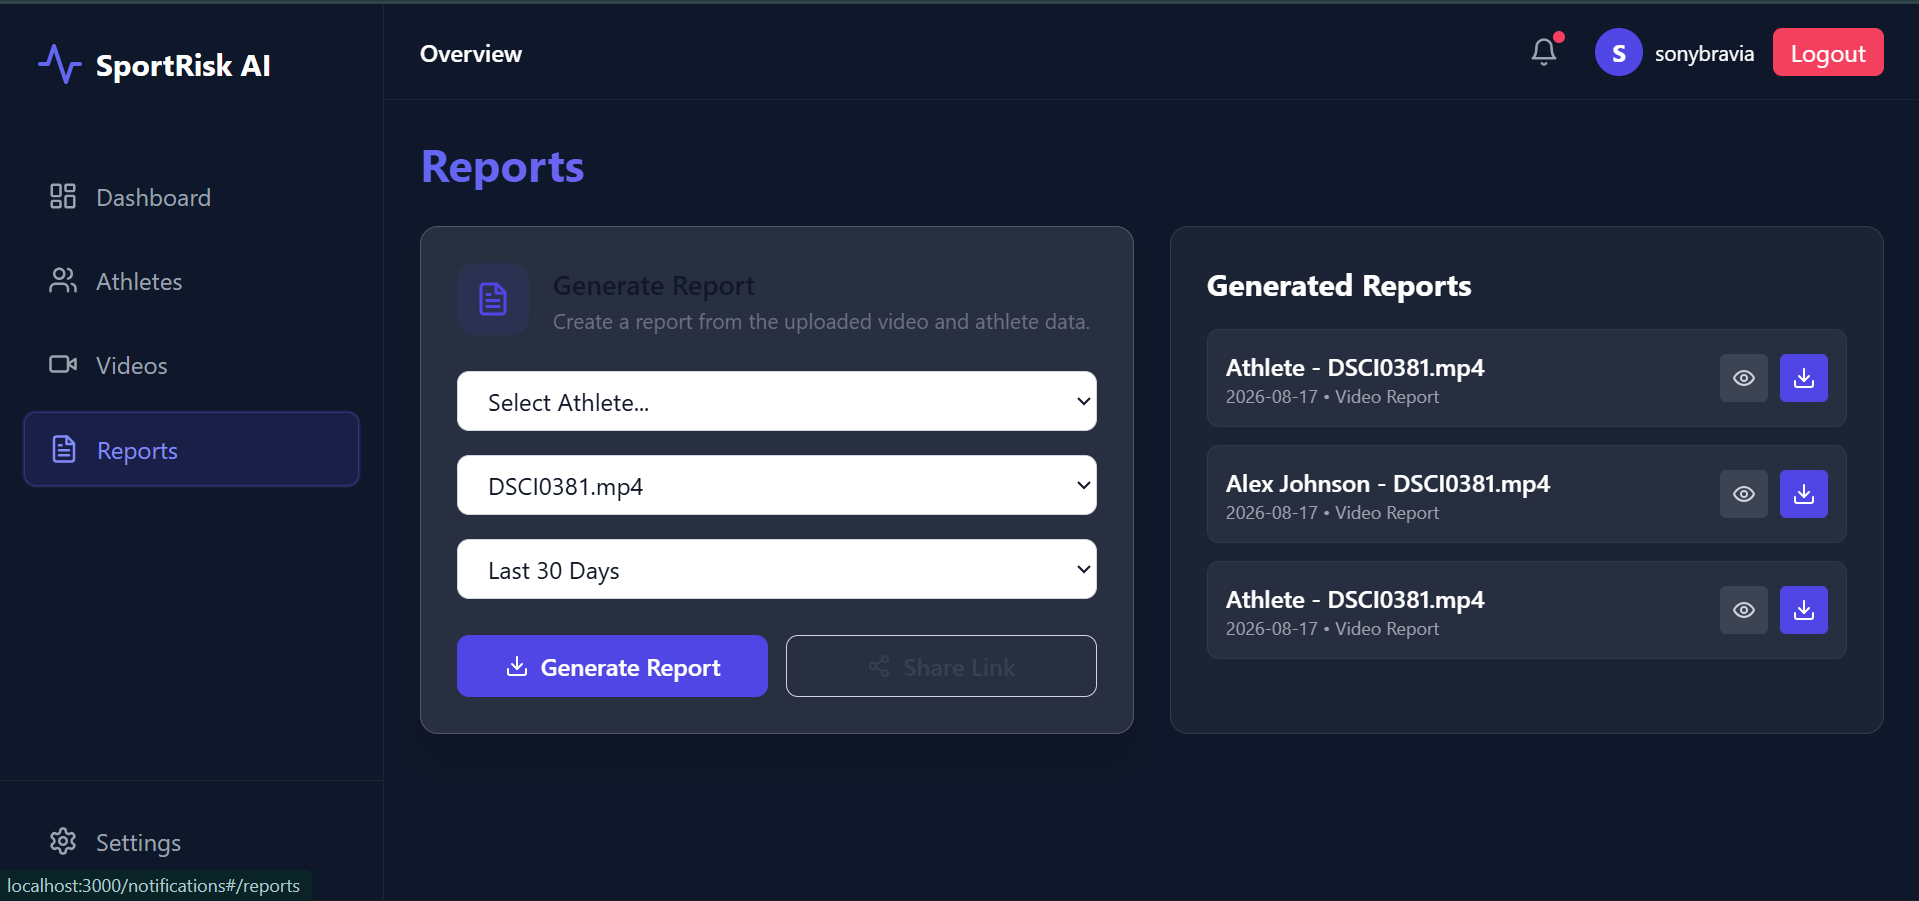 SportRisk AI
Overview
S
sonybravia
Logout
Dashboard
Athletes
Videos
Reports
Settings
localhost:3000/notifications#/reports
Reports
Generate Report
Create a report from the uploaded video and athlete data.
Select Athlete...
DSCI0381.mp4
Last 30 Days
Generate Report
Share Link
Generated Reports
Athlete - DSCI0381.mp4
2026-08-17 • Video Report
Alex Johnson - DSCI0381.mp4
2026-08-17 • Video Report
Athlete - DSCI0381.mp4
2026-08-17 • Video Report